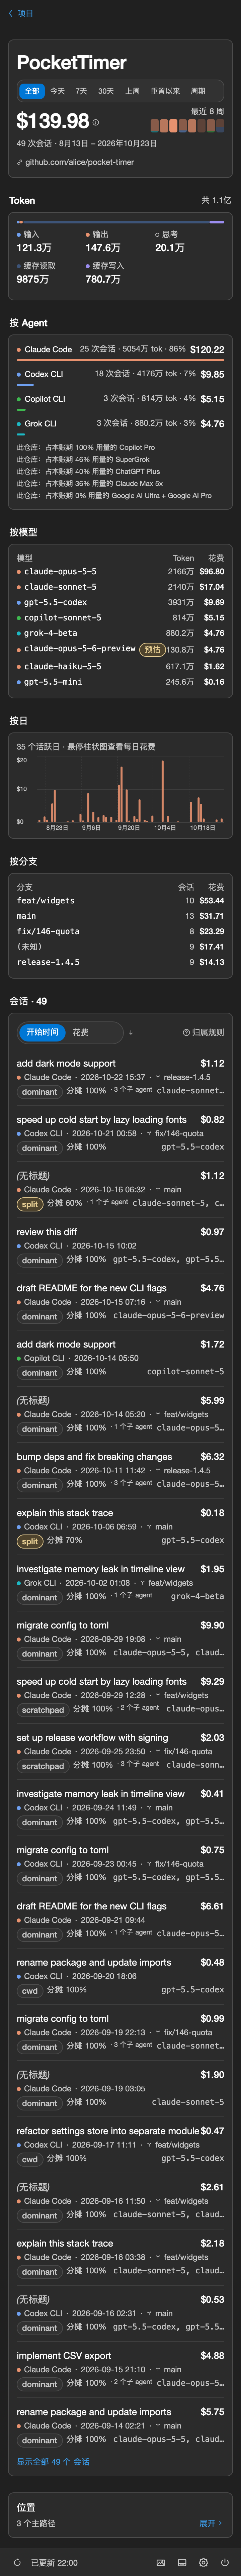 项目
PocketTimer
全部 今天 7天 30天 上周 重置以来 周期
$139.98 最近 8 周
49 次会话 · 8月13日 – 2026年10月23日
github.com/alice/pocket-timer
Token 共 1.1亿
输入 输出 思考
121.3万 147.6万 20.1万
缓存读取 缓存写入
9875万 780.7万
按 Agent
Claude Code 25 次会话 · 5054万 tok · 86% $120.22
Codex CLI 18 次会话 · 4176万 tok · 7% $9.85
Copilot CLI 3 次会话 · 814万 tok · 4% $5.15
Grok CLI 3 次会话 · 880.2万 tok · 3% $4.76
此仓库：占本账期 100% 用量的 Copilot Pro
此仓库：占本账期 46% 用量的 SuperGrok
此仓库：占本账期 40% 用量的 ChatGPT Plus
此仓库：占本账期 36% 用量的 Claude Max 5x
此仓库：占本账期 0% 用量的 Google AI Ultra + Google AI Pro
按模型
模型 Token 花费
claude-opus-5-5 2166万 $96.80
claude-sonnet-5 2140万 $17.04
gpt-5.5-codex 3931万 $9.69
copilot-sonnet-5 814万 $5.15
grok-4-beta 880.2万 $4.76
claude-opus-5-6-preview 预估 130.8万 $4.76
claude-haiku-5-5 617.1万 $1.62
gpt-5.5-mini 245.6万 $0.16
按日
35 个活跃日 · 悬停柱状图查看每日花费
$20
$10
$0
8月23日 9月6日 9月20日 10月4日 10月18日
按分支
分支 会话 花费
feat/widgets 10 $53.44
main 13 $31.71
fix/146-quota 8 $23.29
(未知) 9 $17.41
release-1.4.5 9 $14.13
会话 · 49
开始时间 花费 ↓ 归属规则
add dark mode support $1.12
Claude Code · 2026-10-22 15:37 · release-1.4.5
dominant 分摊 100% · 3 个子 agent claude-sonnet…
speed up cold start by lazy loading fonts $0.82
Codex CLI · 2026-10-21 00:58 · fix/146-quota
dominant 分摊 100% gpt-5.5-codex
(无标题) $1.12
Claude Code · 2026-10-16 06:32 · main
split 分摊 60% · 1 个子 agent claude-sonnet-5, c…
review this diff $0.97
Codex CLI · 2026-10-15 10:02
dominant 分摊 100% gpt-5.5-codex, gpt-5.5…
draft README for the new CLI flags $4.76
Claude Code · 2026-10-15 07:16 · main
dominant 分摊 100% claude-opus-5-6-preview
add dark mode support $1.72
Copilot CLI · 2026-10-14 05:50
dominant 分摊 100% copilot-sonnet-5
(无标题) $5.99
Claude Code · 2026-10-14 05:20 · feat/widgets
dominant 分摊 100% · 1 个子 agent claude-opus-5…
bump deps and fix breaking changes $6.32
Claude Code · 2026-10-11 11:42 · release-1.4.5
dominant 分摊 100% · 3 个子 agent claude-opus-5…
explain this stack trace $0.18
Codex CLI · 2026-10-06 06:59 · main
split 分摊 70% gpt-5.5-codex
investigate memory leak in timeline view $1.95
Grok CLI · 2026-10-02 01:08 · feat/widgets
dominant 分摊 100% · 1 个子 agent grok-4-beta
migrate config to toml $9.90
Claude Code · 2026-09-29 19:08 · main
dominant 分摊 100% claude-opus-5-5, claud…
speed up cold start by lazy loading fonts $9.29
Claude Code · 2026-09-29 12:28 · feat/widgets
scratchpad 分摊 100% · 2 个子 agent claude-opus…
set up release workflow with signing $2.03
Claude Code · 2026-09-25 23:50 · fix/146-quota
scratchpad 分摊 100% · 3 个子 agent claude-sonn…
investigate memory leak in timeline view $0.41
Codex CLI · 2026-09-24 11:49 · main
dominant 分摊 100% gpt-5.5-codex, gpt-5.5…
migrate config to toml $0.75
Codex CLI · 2026-09-23 00:45 · fix/146-quota
dominant 分摊 100% gpt-5.5-codex, gpt-5.5…
draft README for the new CLI flags $6.61
Claude Code · 2026-09-21 09:44
dominant 分摊 100% · 1 个子 agent claude-opus-5…
rename package and update imports $0.48
Codex CLI · 2026-09-20 18:06
cwd 分摊 100% gpt-5.5-codex
migrate config to toml $0.99
Claude Code · 2026-09-19 22:13 · fix/146-quota
dominant 分摊 100% · 3 个子 agent claude-sonnet…
(无标题) $1.90
Claude Code · 2026-09-19 03:05
dominant 分摊 100% claude-sonnet-5
refactor settings store into separate module $0.47
Codex CLI · 2026-09-17 11:11 · feat/widgets
cwd 分摊 100% gpt-5.5-codex
(无标题) $2.61
Claude Code · 2026-09-16 11:50 · feat/widgets
dominant 分摊 100% claude-sonnet-5, claud…
explain this stack trace $2.18
Claude Code · 2026-09-16 03:38 · feat/widgets
dominant 分摊 100% claude-sonnet-5, claud…
(无标题) $0.53
Codex CLI · 2026-09-16 02:31 · main
dominant 分摊 100% gpt-5.5-codex, gpt-5.5…
implement CSV export $4.88
Claude Code · 2026-09-15 21:10 · main
dominant 分摊 100% · 2 个子 agent claude-opus-5…
rename package and update imports $5.75
Claude Code · 2026-09-14 02:21 · main
dominant 分摊 100% claude-opus-5-5, claud…
显示全部 49 个 会话
位置
3 个主路径 展开
已更新 22:00